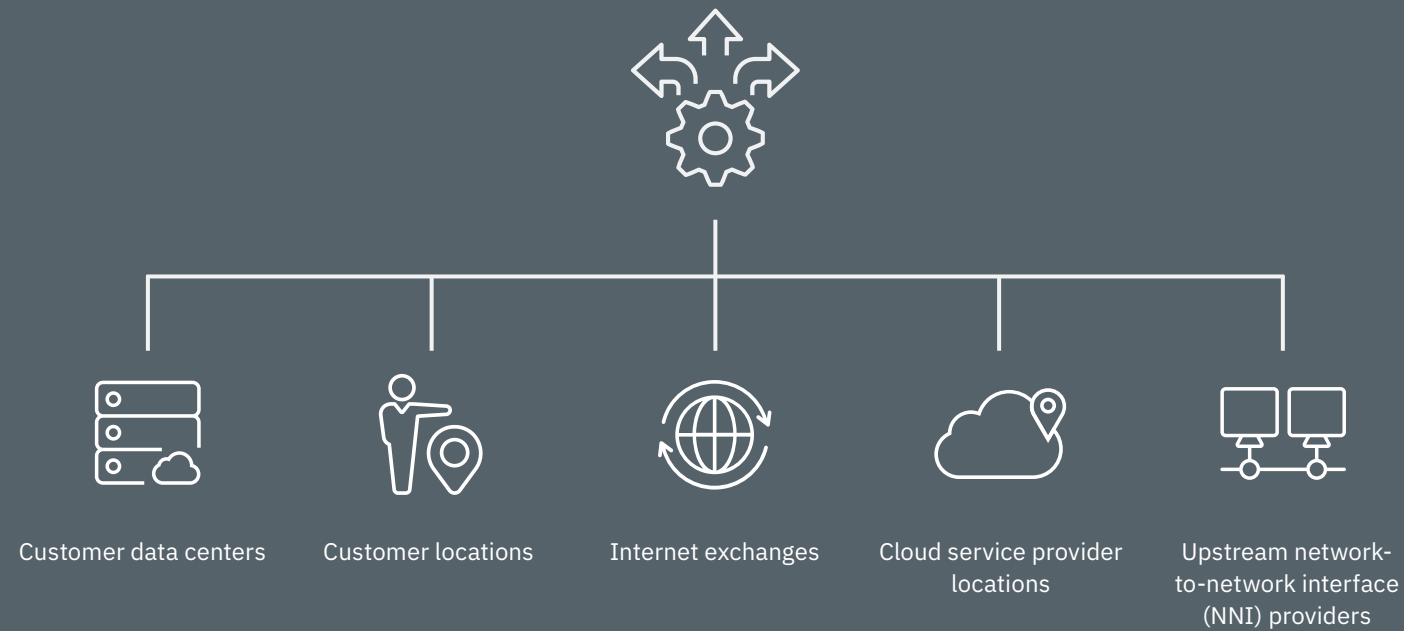 Customer data centers
Customer locations
Internet exchanges
Cloud service provider
locations
Upstream network-
to-network interface
(NNI) providers